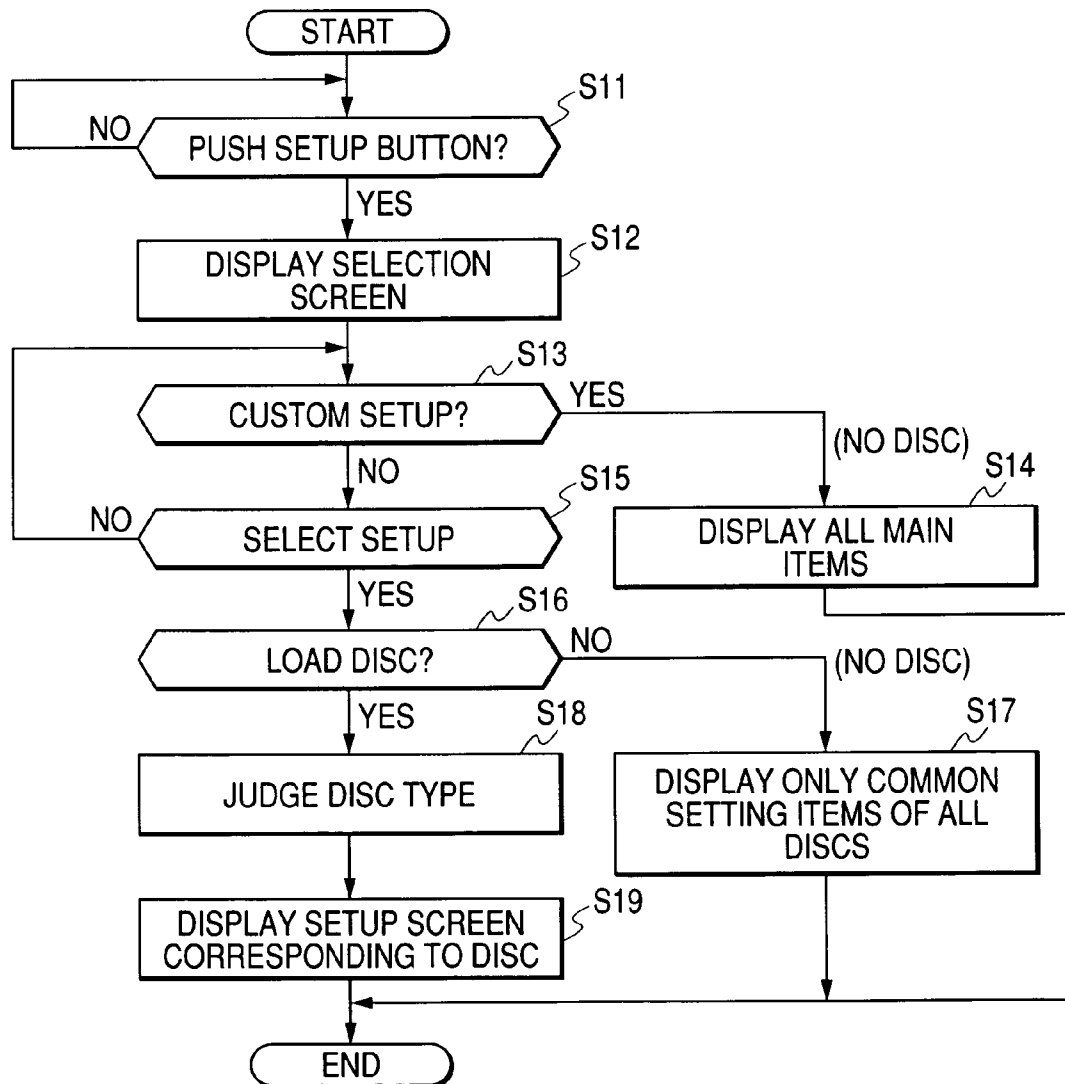 START
S11
NO
PUSH SETUP BUTTON?
YES
S12
DISPLAY SELECTION
SCREEN
S13
CUSTOM SETUP?
YES
(NO DISC)
NO
S14
DISPLAY ALL MAIN
ITEMS
S15
NO
SELECT SETUP
YES
S16
LOAD DISC?
NO
(NO DISC)
YES
S17
DISPLAY ONLY COMMON
SETTING ITEMS OF ALL
DISCS
S18
JUDGE DISC TYPE
S19
DISPLAY SETUP SCREEN
CORRESPONDING TO DISC
END